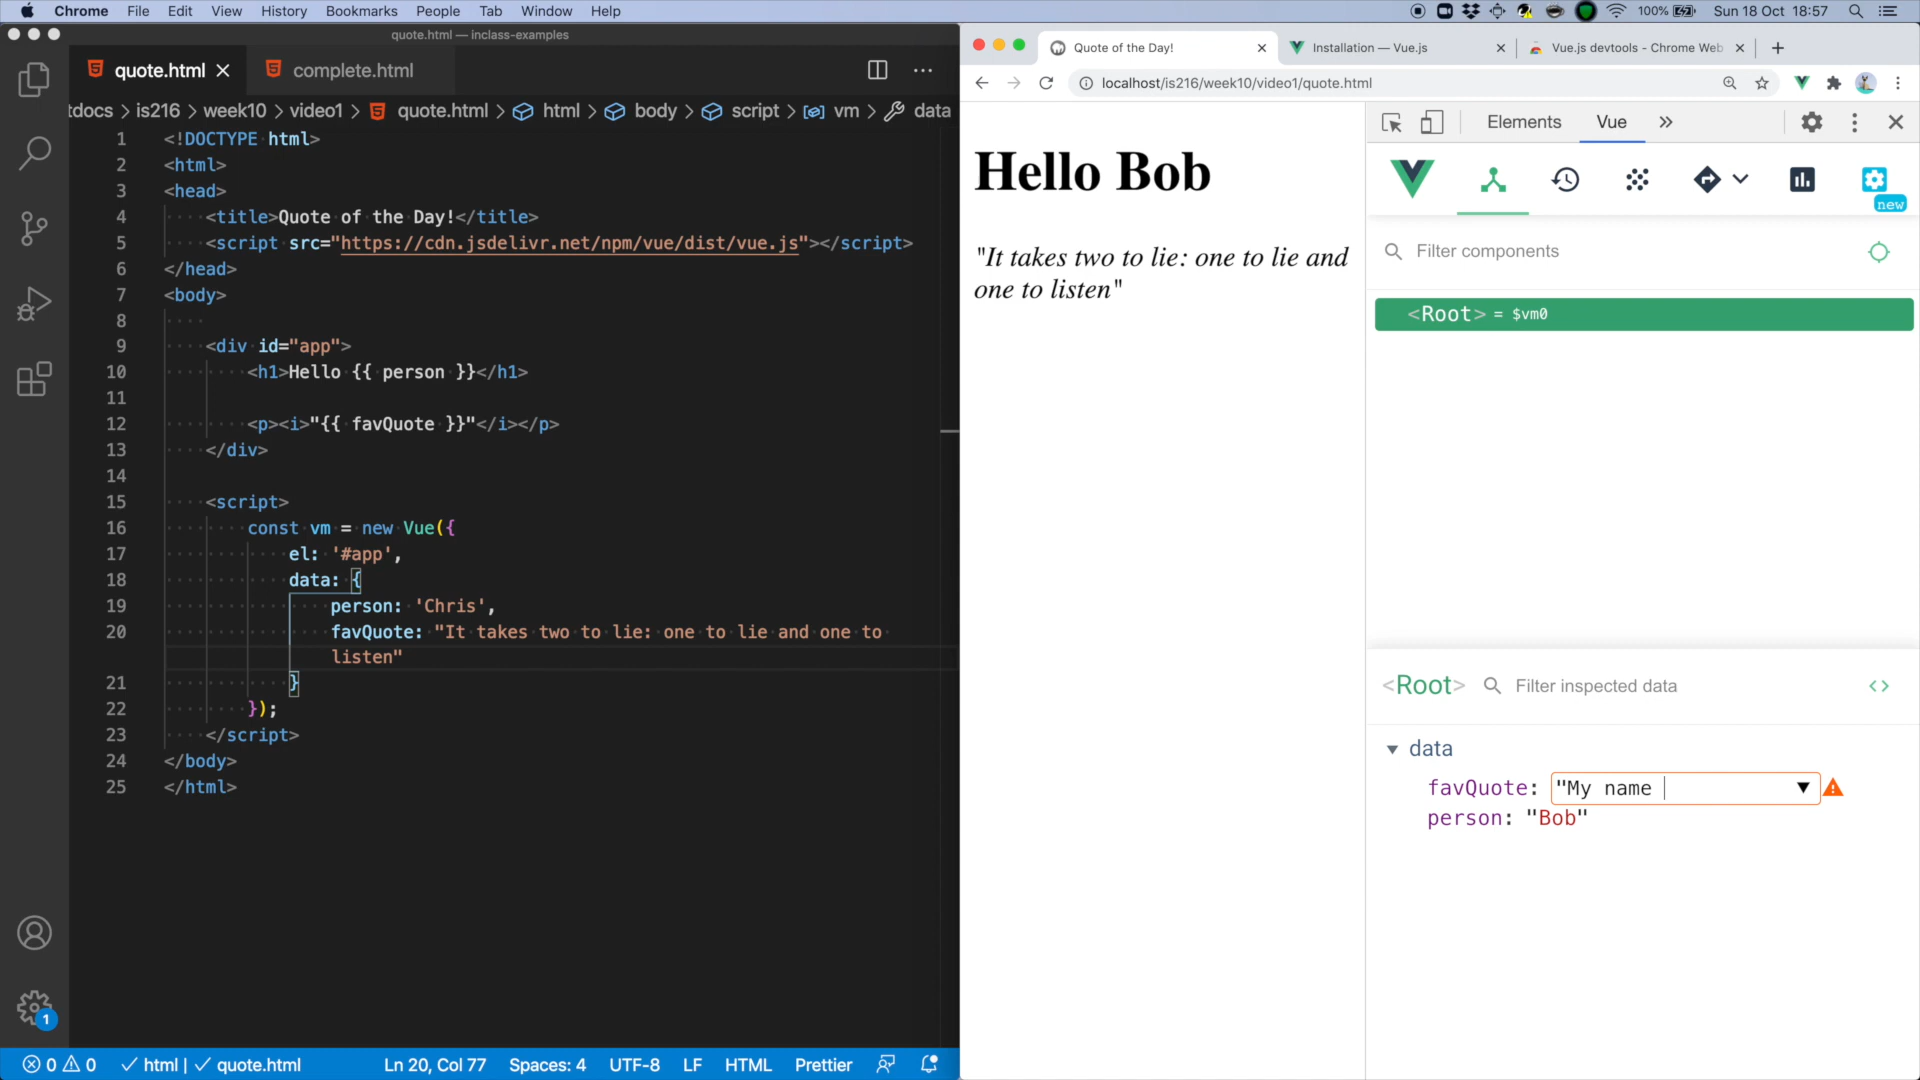 Chrome File Edit View History Bookmarks People Tab Window Help 100% Sun 18 Oct 18:57
quote.html — inclass-examples
quote.html complete.html
tdocs > is216 > week10 > video1 > quote.html > html > body > script > vm > data
1 <!DOCTYPE html>
2 <html>
3 <head>
4 <title>Quote of the Day!</title>
5 <script src="https://cdn.jsdelivr.net/npm/vue/dist/vue.js"></script>
6 </head>
7 <body>
8
9 <div id="app">
10 <h1>Hello {{ person }}</h1>
11
12 <p><i>"{{ favQuote }}"</i></p>
13 </div>
14
15 <script>
16 const vm = new Vue({
17 el: '#app',
18 data: {
19 person: 'Chris',
20 favQuote: "It takes two to lie: one to lie and one to
listen"
21 }
22 });
23 </script>
24 </body>
25 </html>
1
0 0 html | quote.html Ln 20, Col 77 Spaces: 4 UTF-8 LF HTML Prettier
Quote of the Day! Installation — Vue.js Vue.js devtools - Chrome Web
localhost/is216/week10/video1/quote.html
Hello Bob
"It takes two to lie: one to lie and
one to listen"
Elements Vue »
new
Filter components
<Root> = $vm0
<Root> Filter inspected data
data
favQuote: "My name
person: "Bob"